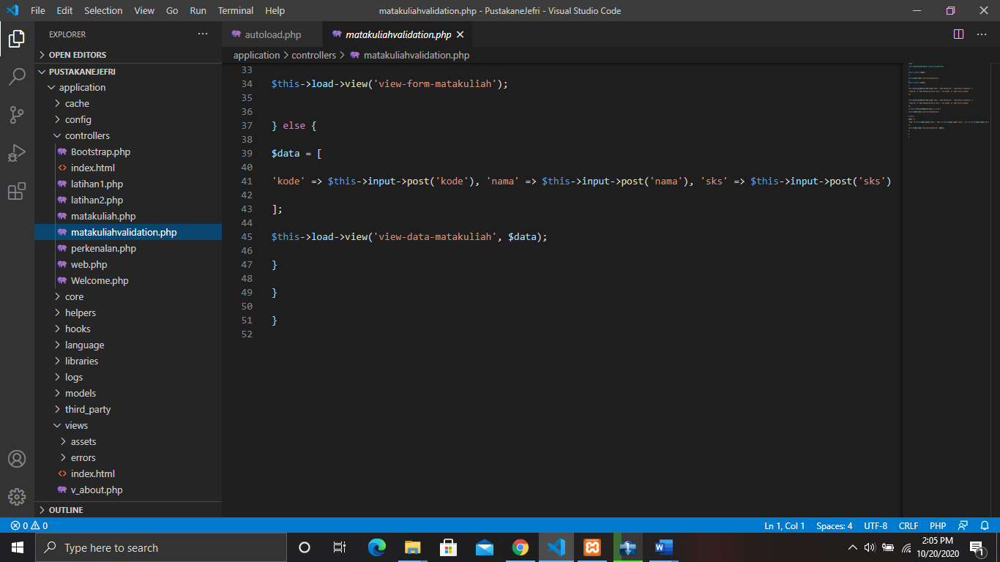 File Edit Selection View Go Run Terminal Help
matakuliahvalidation.php - PustakaneJefri - Visual Studio Code
EXPLORER
OPEN EDITORS
PUSTAKANEJEFRI
application
cache
config
controllers
Bootstrap.php
index.html
latihan1.php
latihan2.php
matakuliah.php
matakuliahvalidation.php
perkenalan.php
web.php
Welcome.php
core
helpers
hooks
language
libraries
logs
models
third_party
views
assets
errors
index.html
v_about.php
OUTLINE
autoload.php matakuliahvalidation.php
application > controllers > matakuliahvalidation.php
33
34 $this->load->view('view-form-matakuliah');
35
36
37 } else {
38
39 $data = [
40
41 'kode' => $this->input->post('kode'), 'nama' => $this->input->post('nama'), 'sks' => $this->input->post('sks')
42
43 ];
44
45 $this->load->view('view-data-matakuliah', $data);
46
47 }
48
49 }
50
51 }
52
0 0
Ln 1, Col 1 Spaces: 4 UTF-8 CRLF PHP
Type here to search
2:05 PM
10/20/2020
1